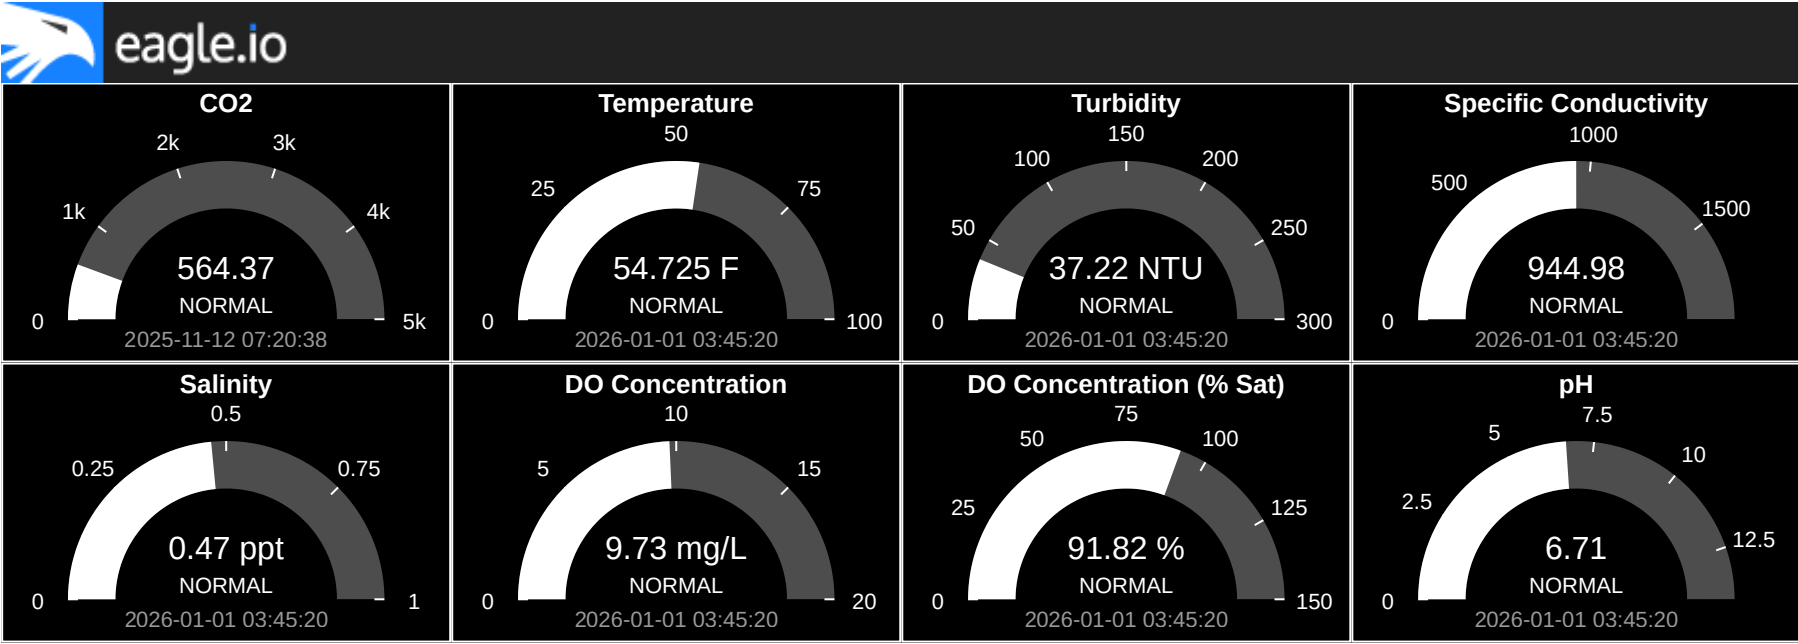 eagle.io
CO2
2k 3k
1k 4k
564.37
NORMAL
0 5k
2025-11-12 07:20:38
Temperature
50
25 75
54.725 F
NORMAL
0 100
2026-01-01 03:45:20
Turbidity
150
100 200
50 250
37.22 NTU
NORMAL
0 300
2026-01-01 03:45:20
Specific Conductivity
1000
500
1500
944.98
NORMAL
0
2026-01-01 03:45:20
Salinity
0.5
0.25 0.75
0.47 ppt
NORMAL
0 1
2026-01-01 03:45:20
DO Concentration
10
5 15
9.73 mg/L
NORMAL
0 20
2026-01-01 03:45:20
DO Concentration (% Sat)
75
50 100
25 125
91.82 %
NORMAL
0 150
2026-01-01 03:45:20
pH
7.5
5
10
2.5
12.5
6.71
NORMAL
0
2026-01-01 03:45:20